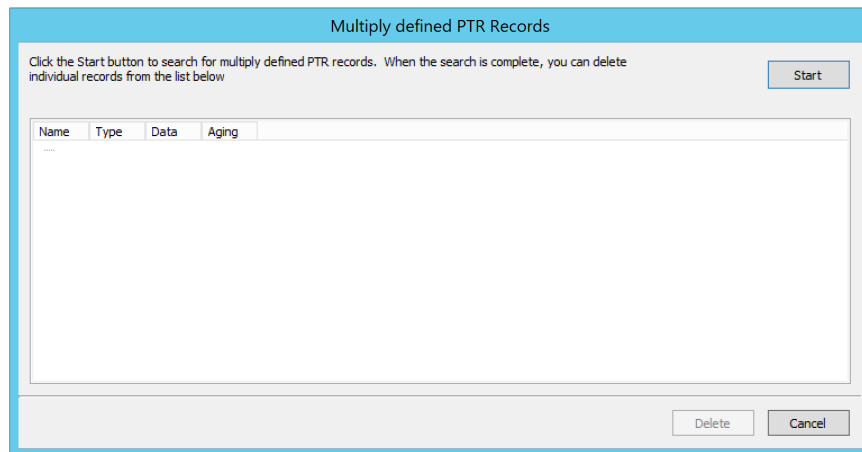 Multiply defined PTR Records
Click the Start button to search for multiply defined PTR records. When the search is complete, you can delete
individual records from the list below
Start
Name Type Data Aging
.....
Delete Cancel